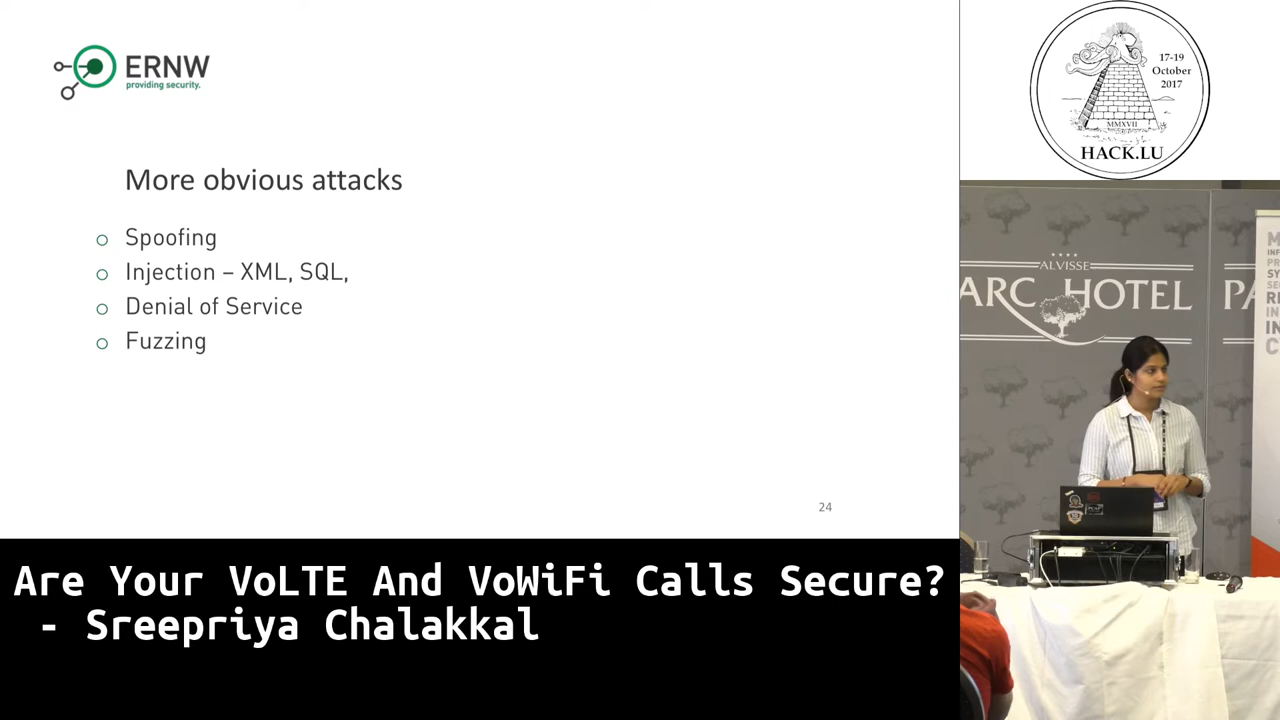 ERNW
providing security.
More obvious attacks
Spoofing
Injection – XML, SQL,
Denial of Service
Fuzzing
24
17-19
October
2017
MMXVII
HACK.LU
ALVISSE
PARC HOTEL
Are Your VoLTE And VoWiFi Calls Secure?
- Sreepriya Chalakkal